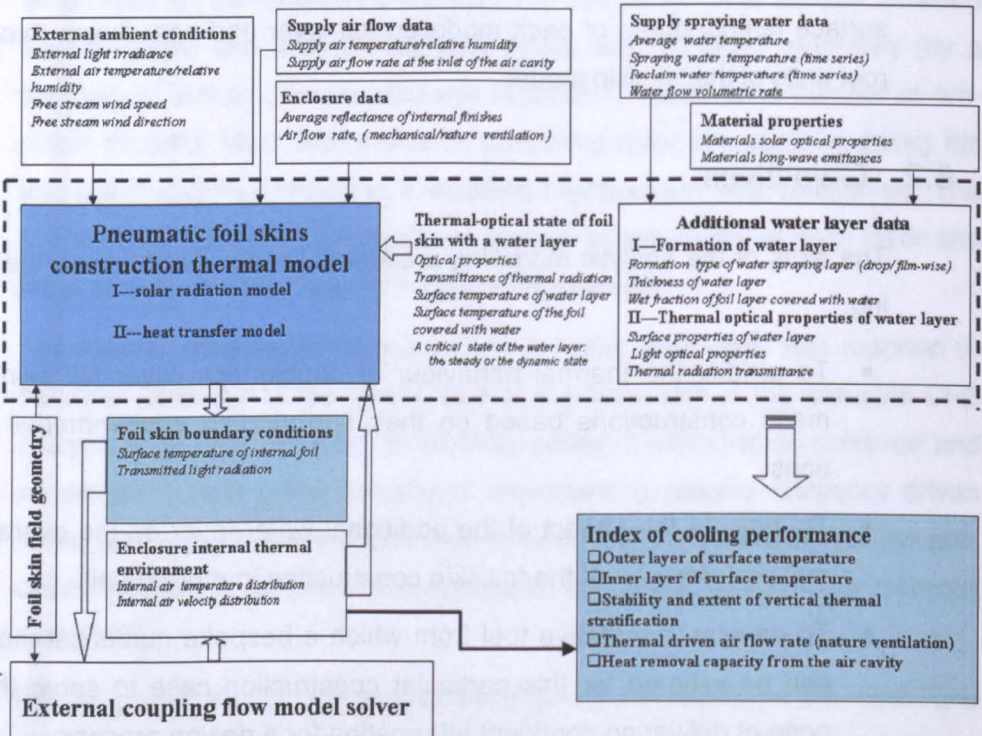 External ambient conditions
External light irradiance
External air temperature/relative
humidity
Free stream wind speed
Free stream wind direction
Supply air flow data
Supply air temperature/relative humidity
Supply air flow rate at the inlet of the air cavity
Enclosure data
Average reflectance of internal finishes
Air flow rate, (mechanical/nature ventilation)
Supply spraying water data
Average water temperature
Spraying water temperature (time series)
Reclaim water temperature (time series)
Water flow volumetric rate
Material properties
Materials solar optical properties
Materials long-wave emittances
Pneumatic foil skins
construction thermal model
I---solar radiation model
II---heat transfer model
Thermal-optical state of foil
skin with a water layer
Optical properties
Transmittance of thermal radiation
Surface temperature of water layer
Surface temperature of the foil
covered with water
A critical state of the water layer:
the steady or the dynamic state
Additional water layer data
I—Formation of water layer
Formation type of water spraying layer (drop/film-wise)
Thickness of water layer
Wet fraction of foil layer covered with water
II—Thermal optical properties of water layer
Surface properties of water layer
Light optical properties
Thermal radiation transmittance
Foil skin field geometry
Foil skin boundary conditions
Surface temperature of internal foil
Transmitted light radiation
Enclosure internal thermal
environment
Internal air temperature distribution
Internal air velocity distribution
External coupling flow model solver
Index of cooling performance
☐Outer layer of surface temperature
☐Inner layer of surface temperature
☐Stability and extent of vertical thermal
stratification
☐Thermal driven air flow rate (nature ventilation)
☐Heat removal capacity from the air cavity